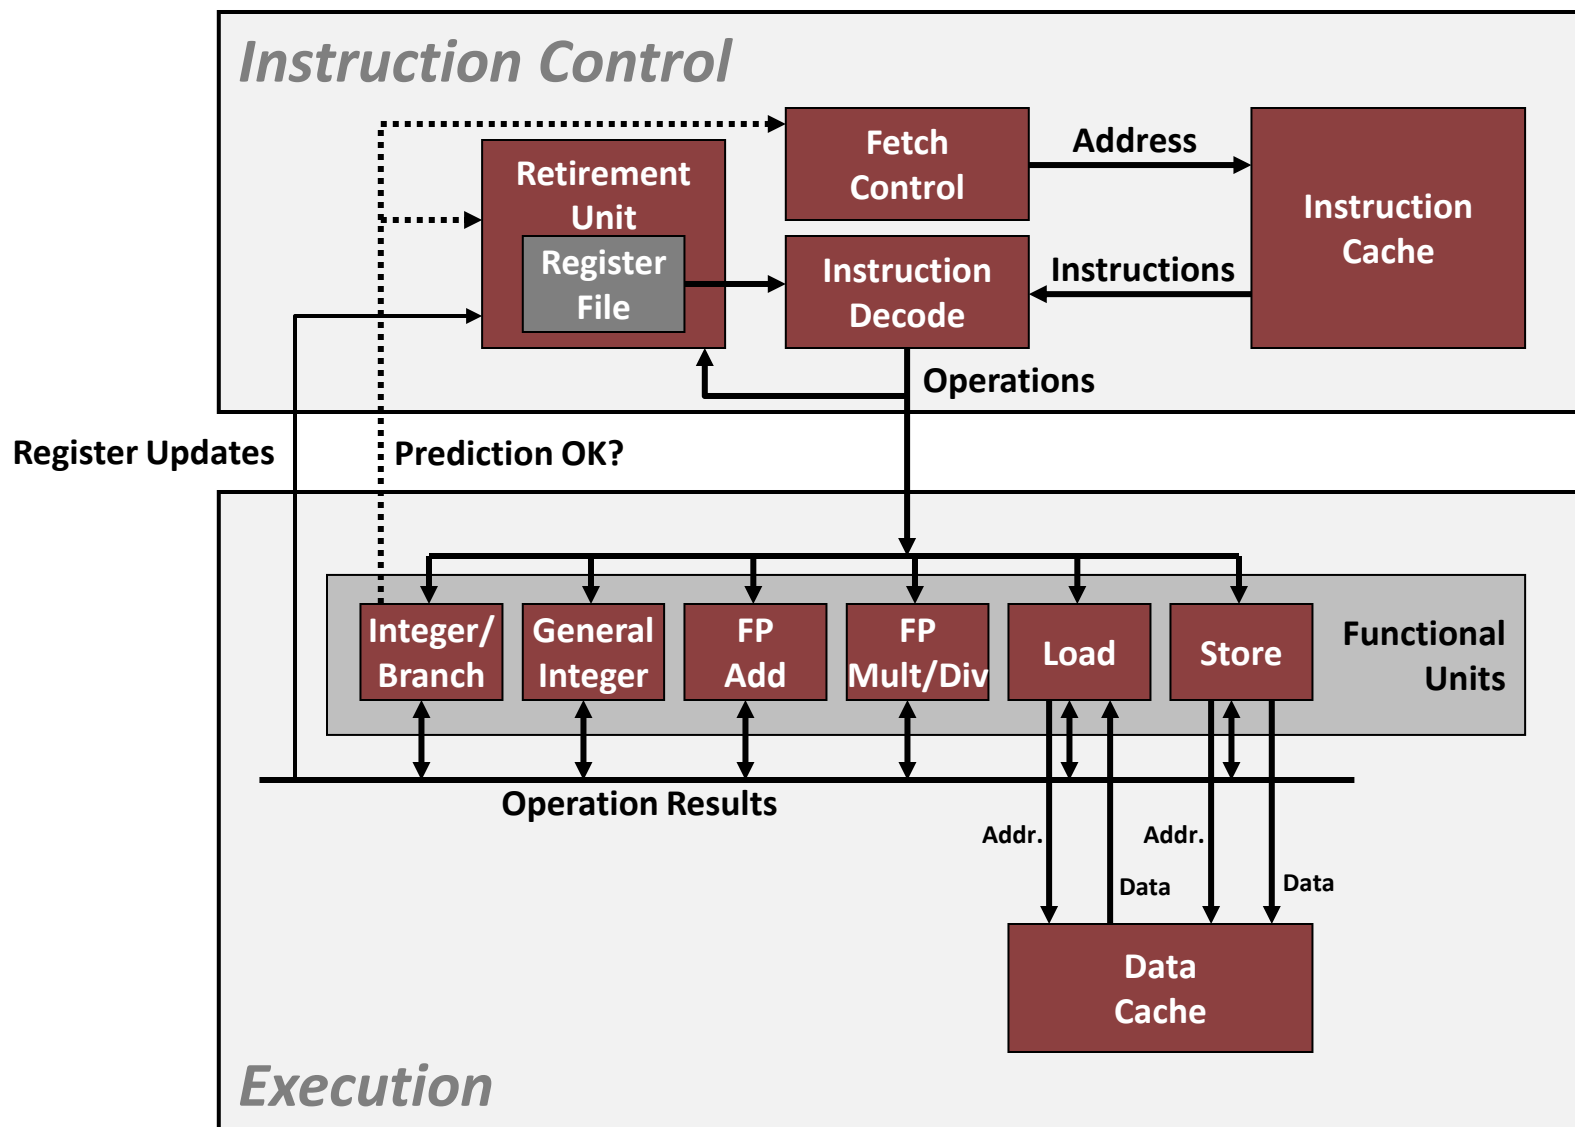 Instruction Control
Fetch
Control
Address
Instruction
Cache
Retirement
Unit
Register
File
Instruction
Decode
Instructions
Operations
Register Updates
Prediction OK?
Integer/
Branch
General
Integer
FP
Add
FP
Mult/Div
Load
Store
Functional
Units
Operation Results
Addr.
Addr.
Data
Data
Data
Cache
Execution